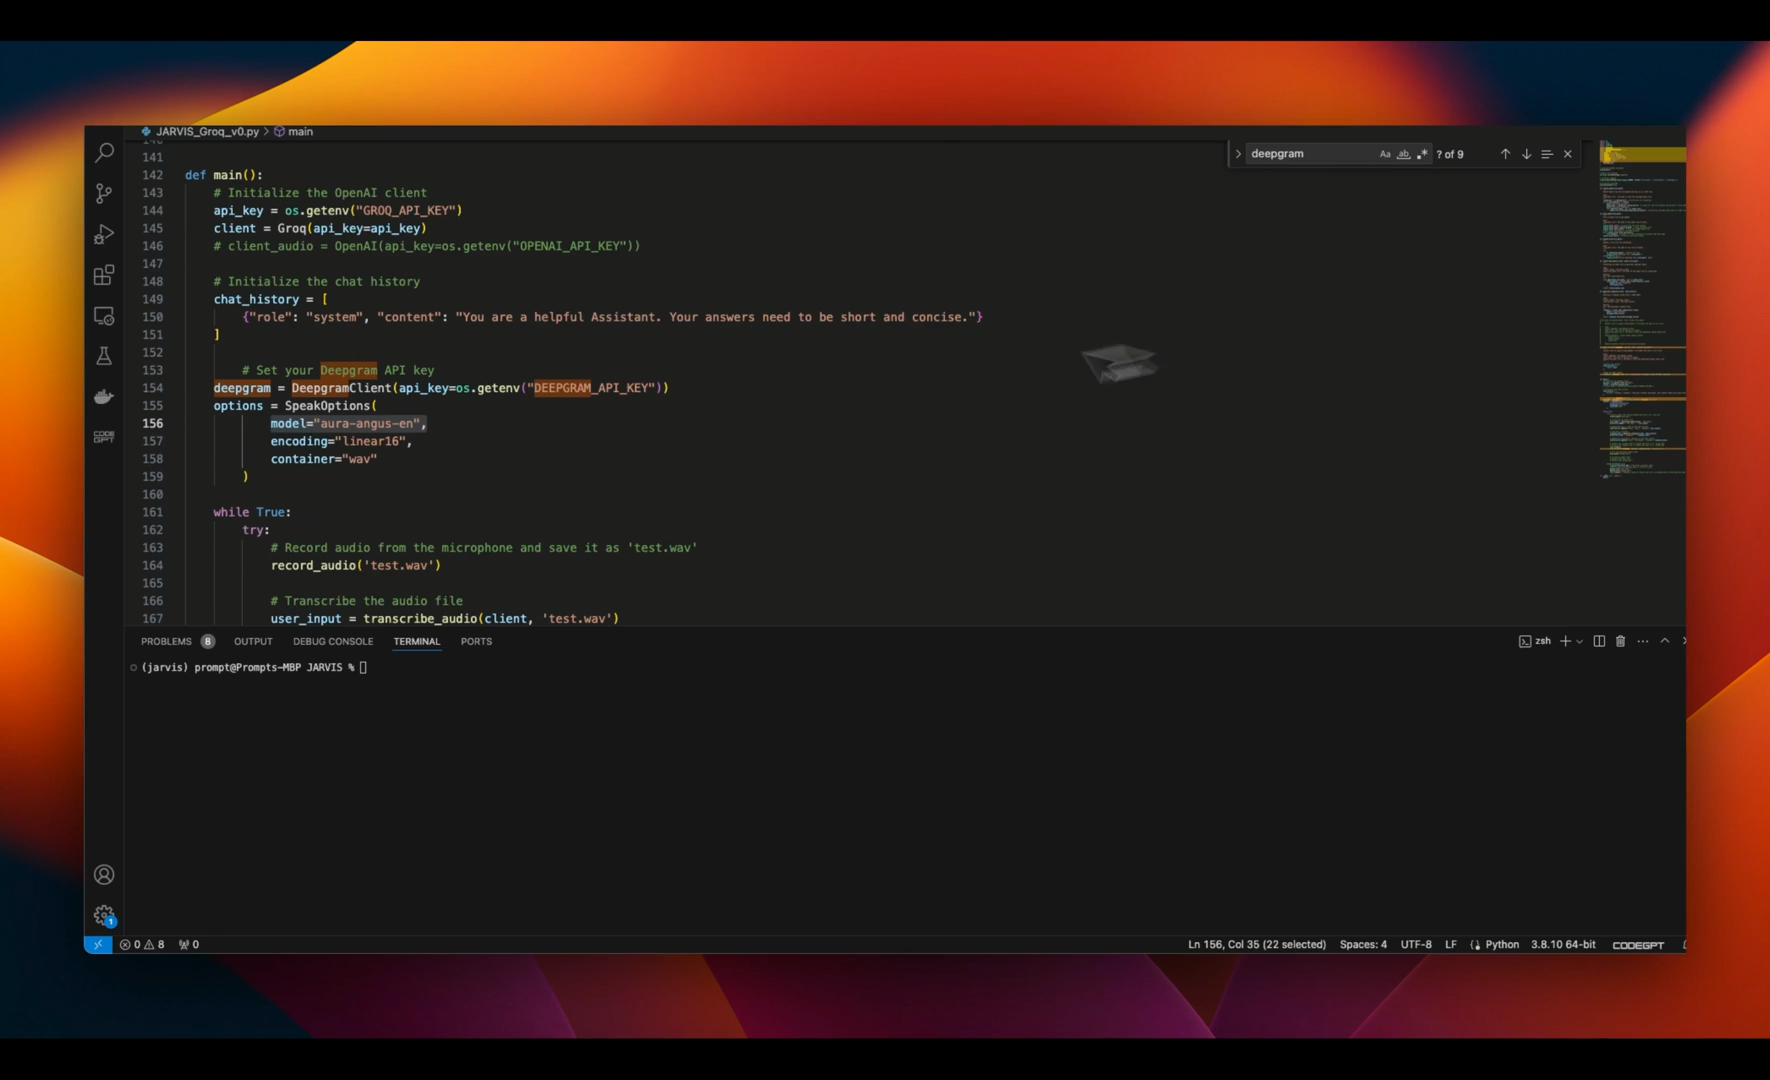 JARVIS_Groq_v0.py > main
deepgram Aa ab ? of 9
141
142 def main():
143 # Initialize the OpenAI client
144 api_key = os.getenv("GROQ_API_KEY")
145 client = Groq(api_key=api_key)
146 # client_audio = OpenAI(api_key=os.getenv("OPENAI_API_KEY"))
147
148 # Initialize the chat history
149 chat_history = [
150 {"role": "system", "content": "You are a helpful Assistant. Your answers need to be short and concise."}
151 ]
152
153 # Set your Deepgram API key
154 deepgram = DeepgramClient(api_key=os.getenv("DEEPGRAM_API_KEY"))
155 options = SpeakOptions(
156 model="aura-angus-en",
157 encoding="linear16",
158 container="wav"
159 )
160
161 while True:
162 try:
163 # Record audio from the microphone and save it as 'test.wav'
164 record_audio('test.wav')
165
166 # Transcribe the audio file
167 user_input = transcribe_audio(client, 'test.wav')
PROBLEMS 8 OUTPUT DEBUG CONSOLE TERMINAL PORTS zsh
(jarvis) prompt@Prompts-MBP JARVIS %
CODE GPT
1
0 8 0 Ln 156, Col 35 (22 selected) Spaces: 4 UTF-8 LF Python 3.8.10 64-bit CODEGPT